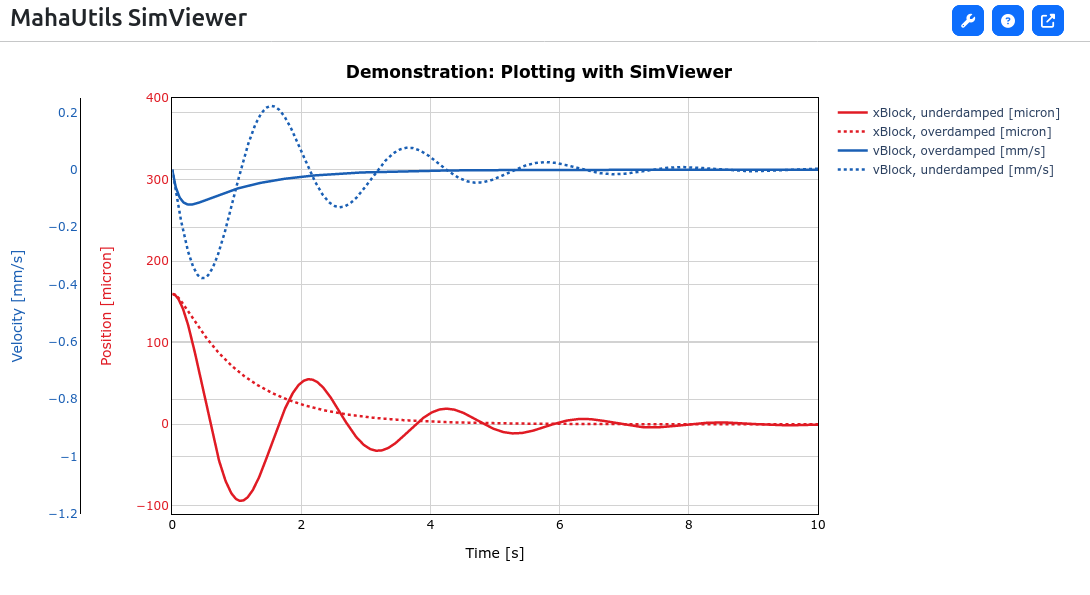 MahaUtils SimViewer
Demonstration: Plotting with SimViewer
Velocity [mm/s]
0.2
0
−0.2
−0.4
−0.6
−0.8
−1
−1.2
Position [micron]
400
300
200
100
0
−100
0 2 4 6 8 10
Time [s]
xBlock, underdamped [micron]
xBlock, overdamped [micron]
vBlock, overdamped [mm/s]
vBlock, underdamped [mm/s]